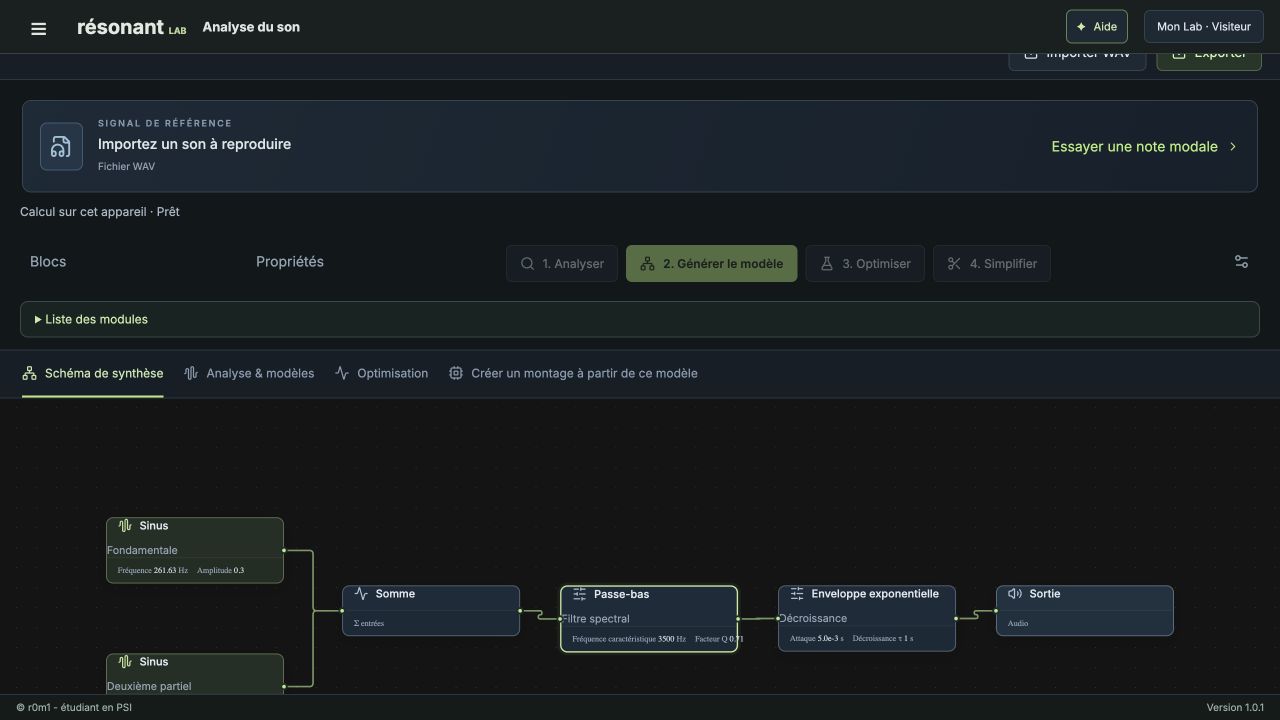 résonant LAB Analyse du son
Aide
Mon Lab · Visiteur
Importer WAV
Exporter
SIGNAL DE RÉFÉRENCE
Importez un son à reproduire
Fichier WAV
Essayer une note modale
Calcul sur cet appareil · Prêt
Blocs
Propriétés
1. Analyser
2. Générer le modèle
3. Optimiser
4. Simplifier
Liste des modules
Schéma de synthèse
Analyse & modèles
Optimisation
Créer un montage à partir de ce modèle
Sinus
Fondamentale
Fréquence 261.63 Hz Amplitude 0.3
Somme
Σ entrées
Passe-bas
Filtre spectral
Fréquence caractéristique 3500 Hz Facteur Q 0.71
Enveloppe exponentielle
Décroissance
Attaque 5.0e-3 s Décroissance τ 1 s
Sortie
Audio
Sinus
Deuxième partiel
© r0m1 - étudiant en PSI
Version 1.0.1